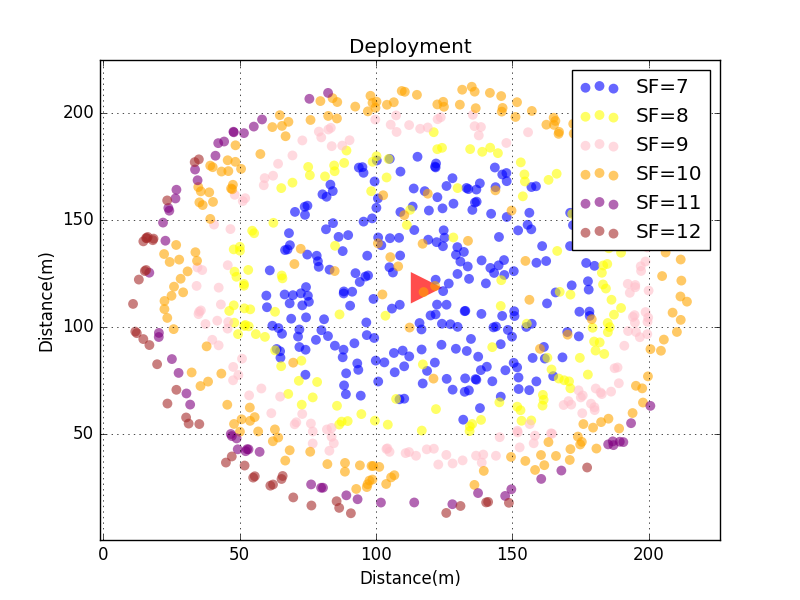 Deployment
SF=7
SF=8
SF=9
SF=10
SF=11
SF=12
200
150
100
50
0
50
100
150
200
Distance(m)
Distance(m)